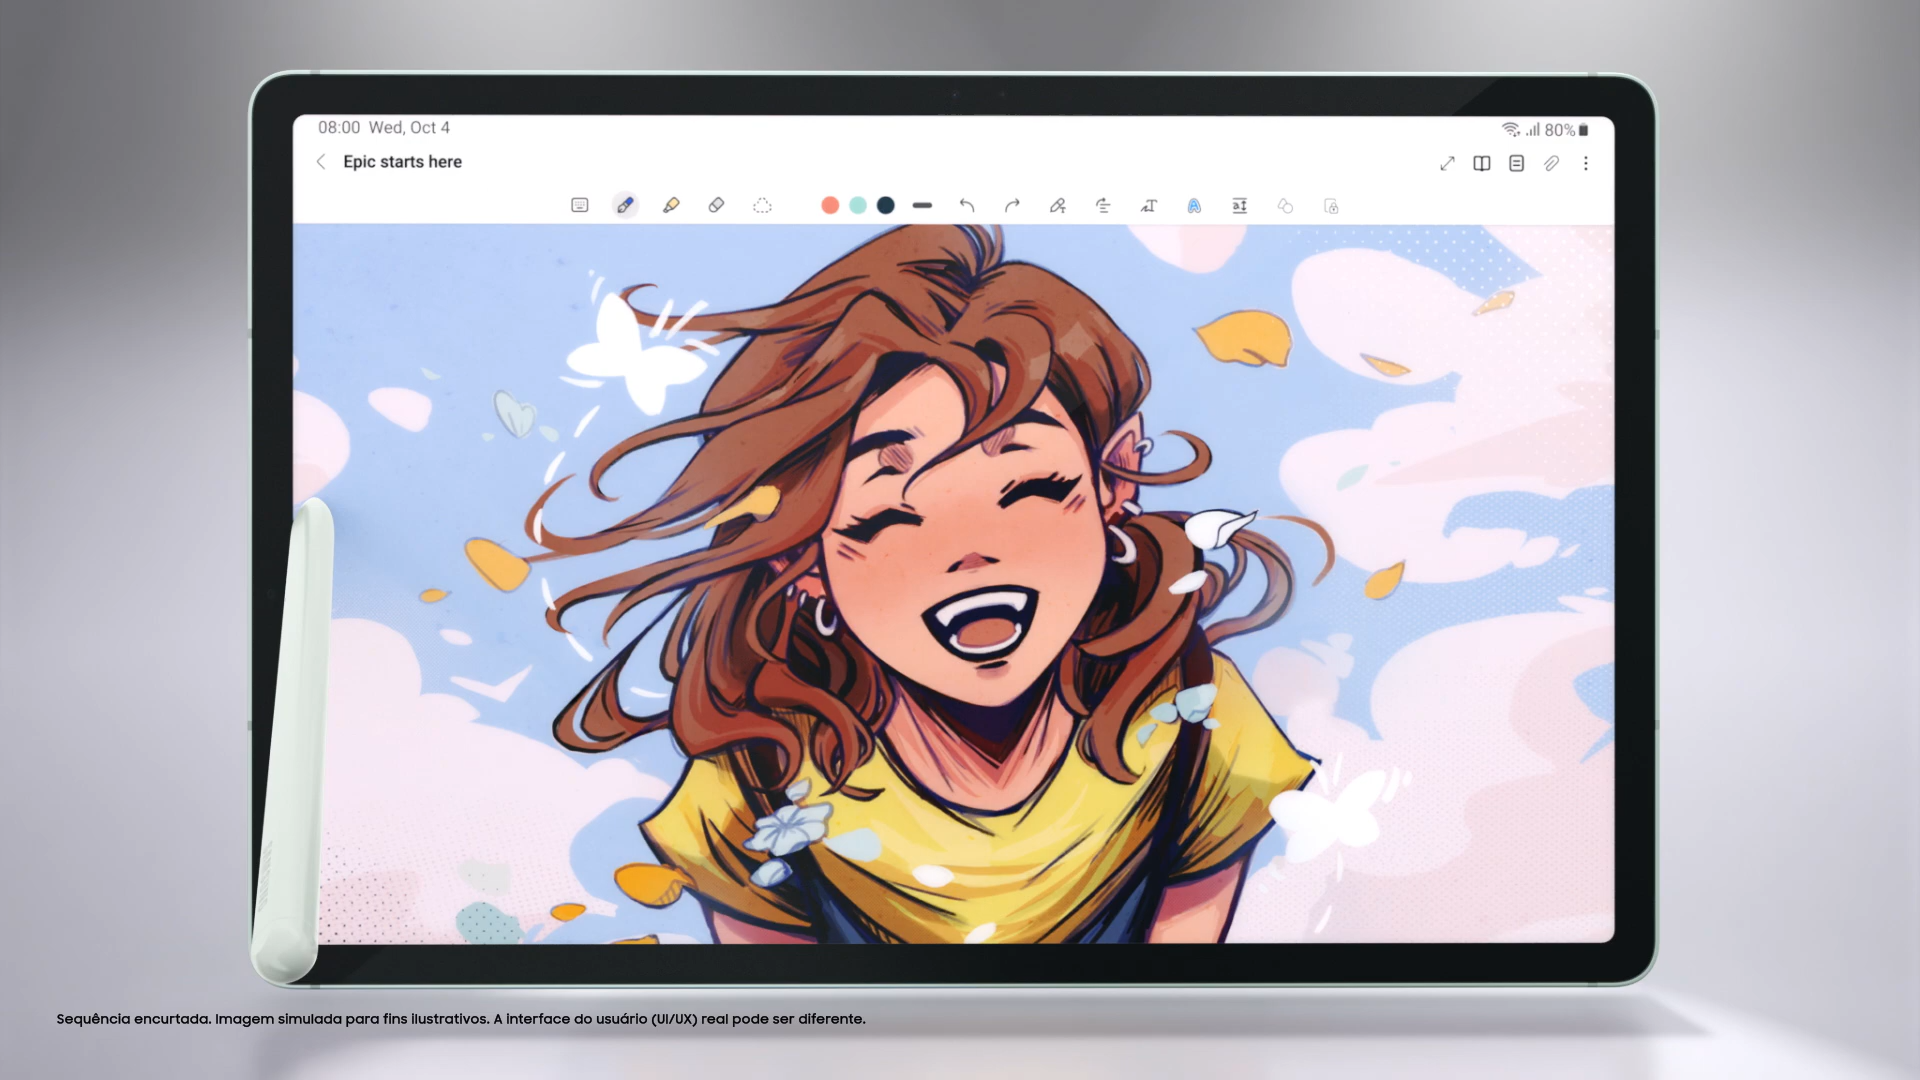 08:00 Wed, Oct 4
80%
Epic starts here
Sequência encurtada. Imagem simulada para fins ilustrativos. A interface do usuário (UI/UX) real pode ser diferente.